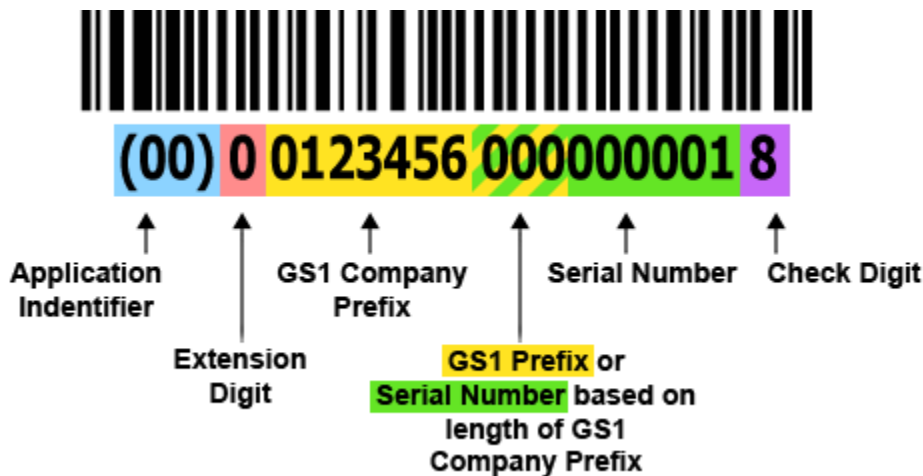 (00) 0 0123456 000000001 8
Application
Indentifier
Extension
Digit
GS1 Company
Prefix
GS1 Prefix or
Serial Number based on
length of GS1
Company Prefix
Serial Number
Check Digit